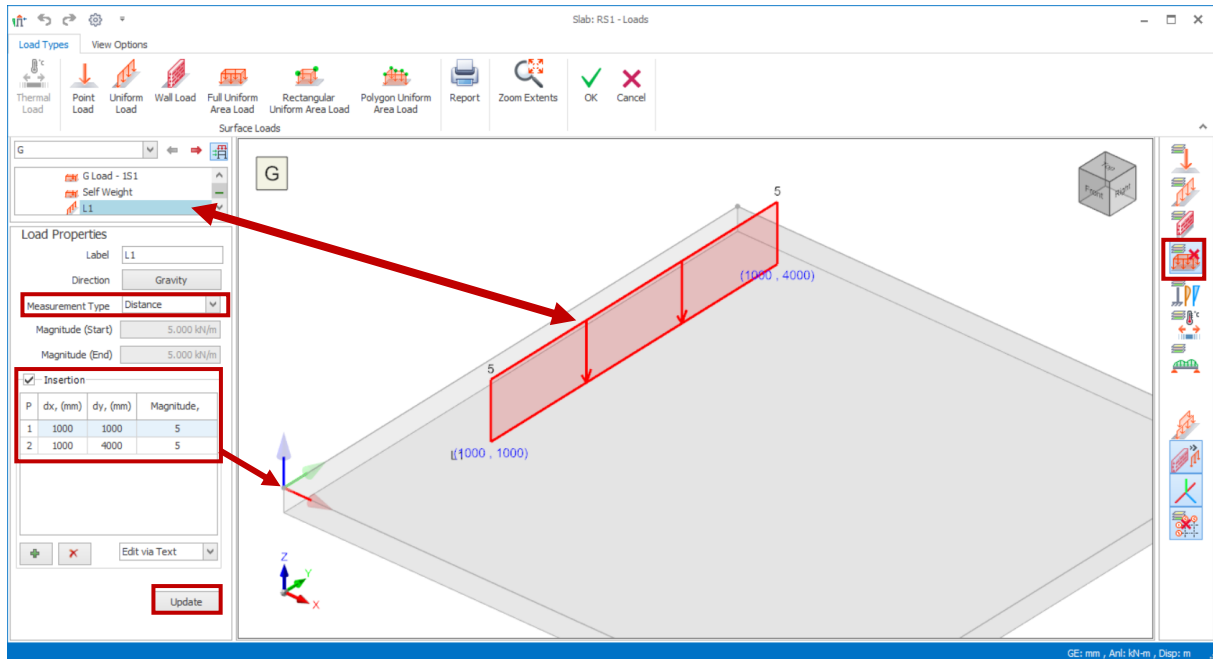 Slab: RS1 - Loads
Load Types View Options
°c
Thermal Load
Point Load
Uniform Load
Wall Load
Full Uniform Area Load
Rectangular Uniform Area Load
Polygon Uniform Area Load
Report
Zoom Extents
OK
Cancel
Surface Loads
G
G Load - 1S1
Self Weight
L1
Load Properties
Label L1
Direction Gravity
Measurement Type Distance
Magnitude (Start) 5.000 kN/m
Magnitude (End) 5.000 kN/m
Insertion
P dx, (mm) dy, (mm) Magnitude,
1 1000 1000 5
2 1000 4000 5
Edit via Text
Update
G
5
(1000 , 4000)
5
(1000 , 1000)
Z
Y
X
Front
Right
°c
GE: mm , Anl: kN-m , Disp: m